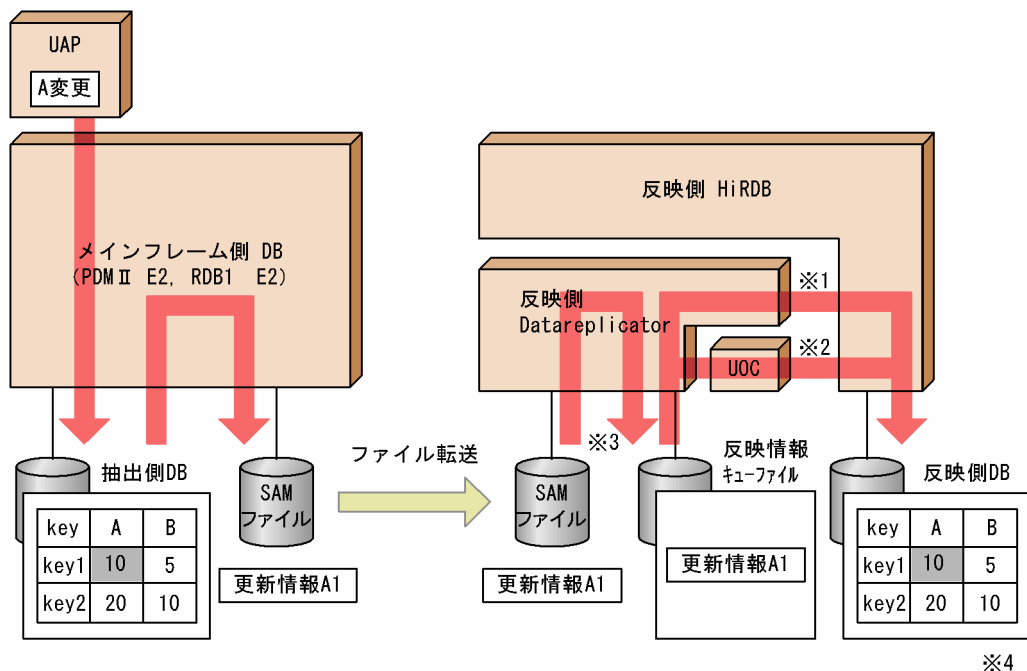 UAP
A変更
メインフレーム側 DB
(PDMⅡ E2, RDB1 E2)
反映側 HiRDB
反映側
Datareplicator
※1
※2
UOC
抽出側DB
SAM
ファイル
ファイル転送
※3
SAM
ファイル
反映情報
キューファイル
反映側DB
key A B
key1 10 5
key2 20 10
更新情報A1
更新情報A1
更新情報A1
key A B
key1 10 5
key2 20 10
※4